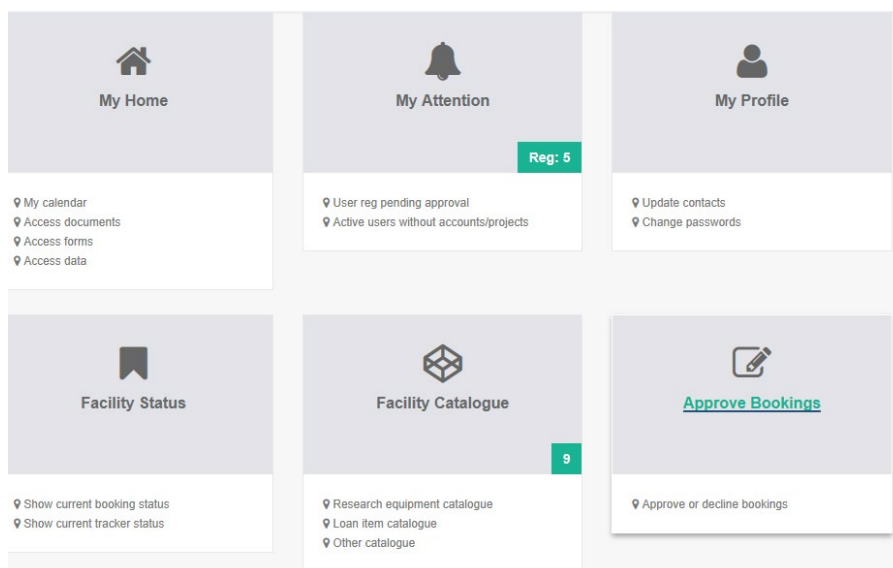 My Home
My Attention
My Profile
Reg: 5
My calendar
Access documents
Access forms
Access data
User reg pending approval
Active users without accounts/projects
Update contacts
Change passwords
Facility Status
Facility Catalogue
Approve Bookings
9
Show current booking status
Show current tracker status
Research equipment catalogue
Loan item catalogue
Other catalogue
Approve or decline bookings